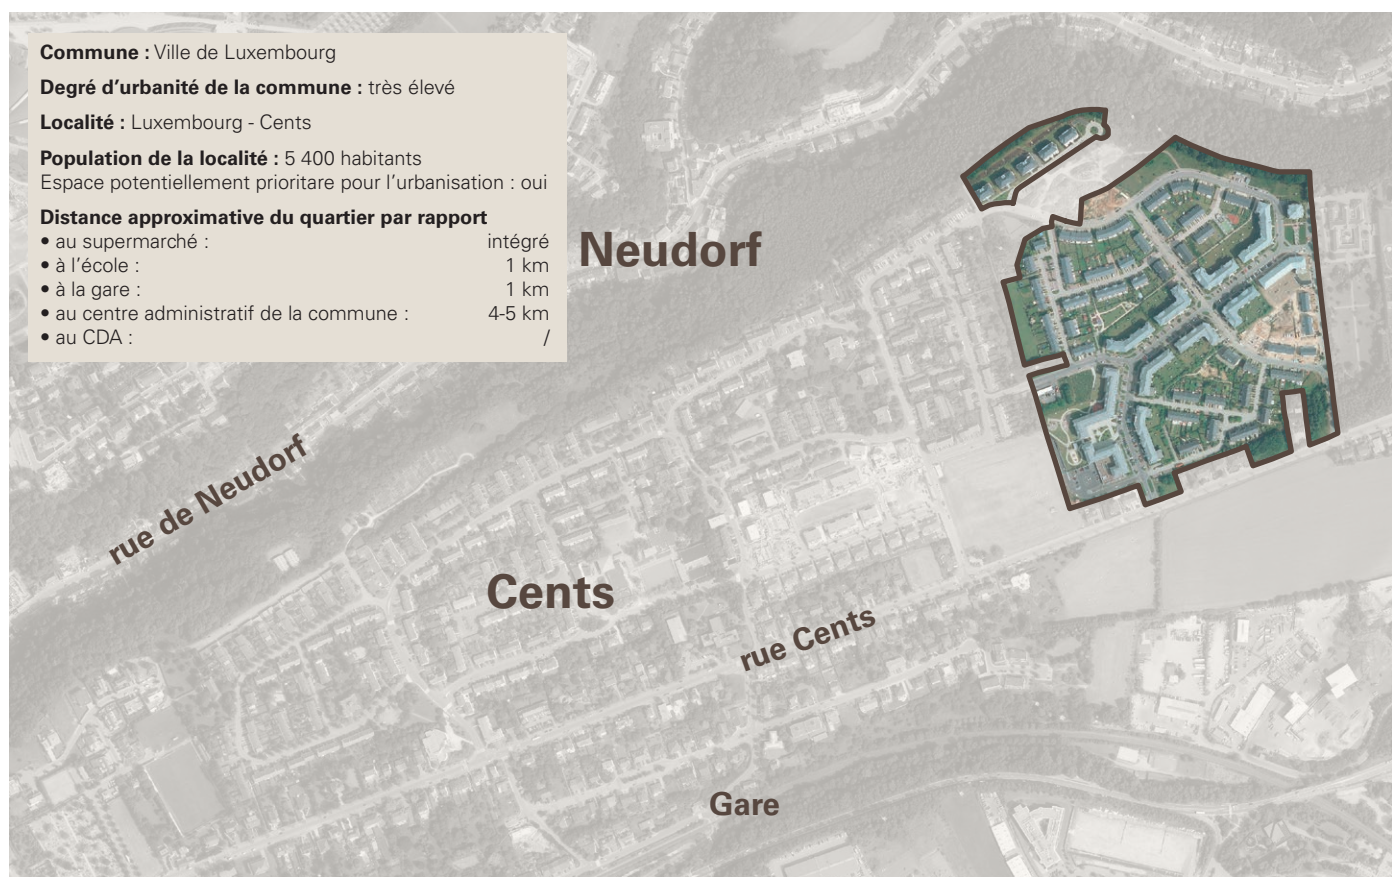 Commune : Ville de Luxembourg
Degré d'urbanité de la commune : très élevé
Localité : Luxembourg - Cents
Population de la localité : 5 400 habitants
Espace potentiellement prioritare pour l'urbanisation : oui
Distance approximative du quartier par rapport
• au supermarché : intégré
• à l'école : 1 km
• à la gare : 1 km
• au centre administratif de la commune : 4-5 km
• au CDA : /
Neudorf
rue de Neudorf
Cents
rue Cents
Gare